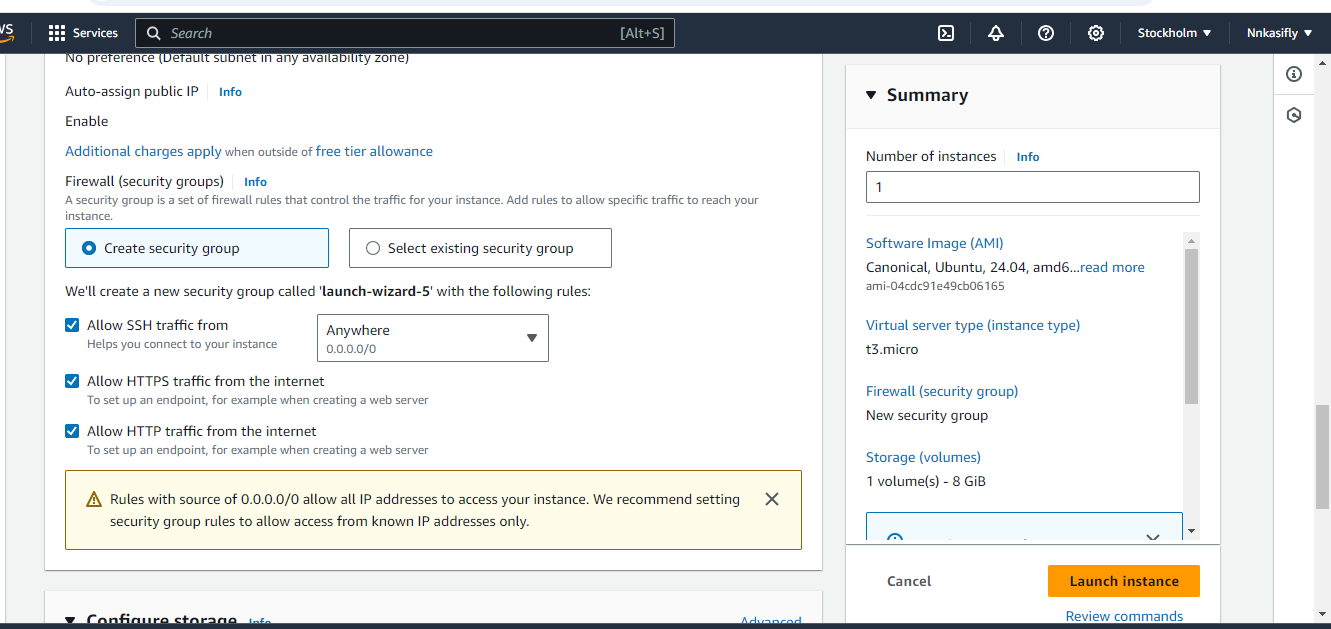 Services
Search
[Alt+S]
Stockholm
Nnkasifly
No preference (Default subnet in any availability zone)
Auto-assign public IP
Info
Enable
Additional charges apply when outside of free tier allowance
Firewall (security groups)
Info
A security group is a set of firewall rules that control the traffic for your instance. Add rules to allow specific traffic to reach your
instance.
Create security group
Select existing security group
We'll create a new security group called 'launch-wizard-5' with the following rules:
Allow SSH traffic from
Helps you connect to your instance
Anywhere
0.0.0.0/0
Allow HTTPS traffic from the internet
To set up an endpoint, for example when creating a web server
Allow HTTP traffic from the internet
To set up an endpoint, for example when creating a web server
Rules with source of 0.0.0.0/0 allow all IP addresses to access your instance. We recommend setting
security group rules to allow access from known IP addresses only.
Configure storage
Info
Advanced
Summary
Number of instances
Info
1
Software Image (AMI)
Canonical, Ubuntu, 24.04, amd6...read more
ami-04cdc91e49cb06165
Virtual server type (instance type)
t3.micro
Firewall (security group)
New security group
Storage (volumes)
1 volume(s) - 8 GiB
Cancel
Launch instance
Review commands